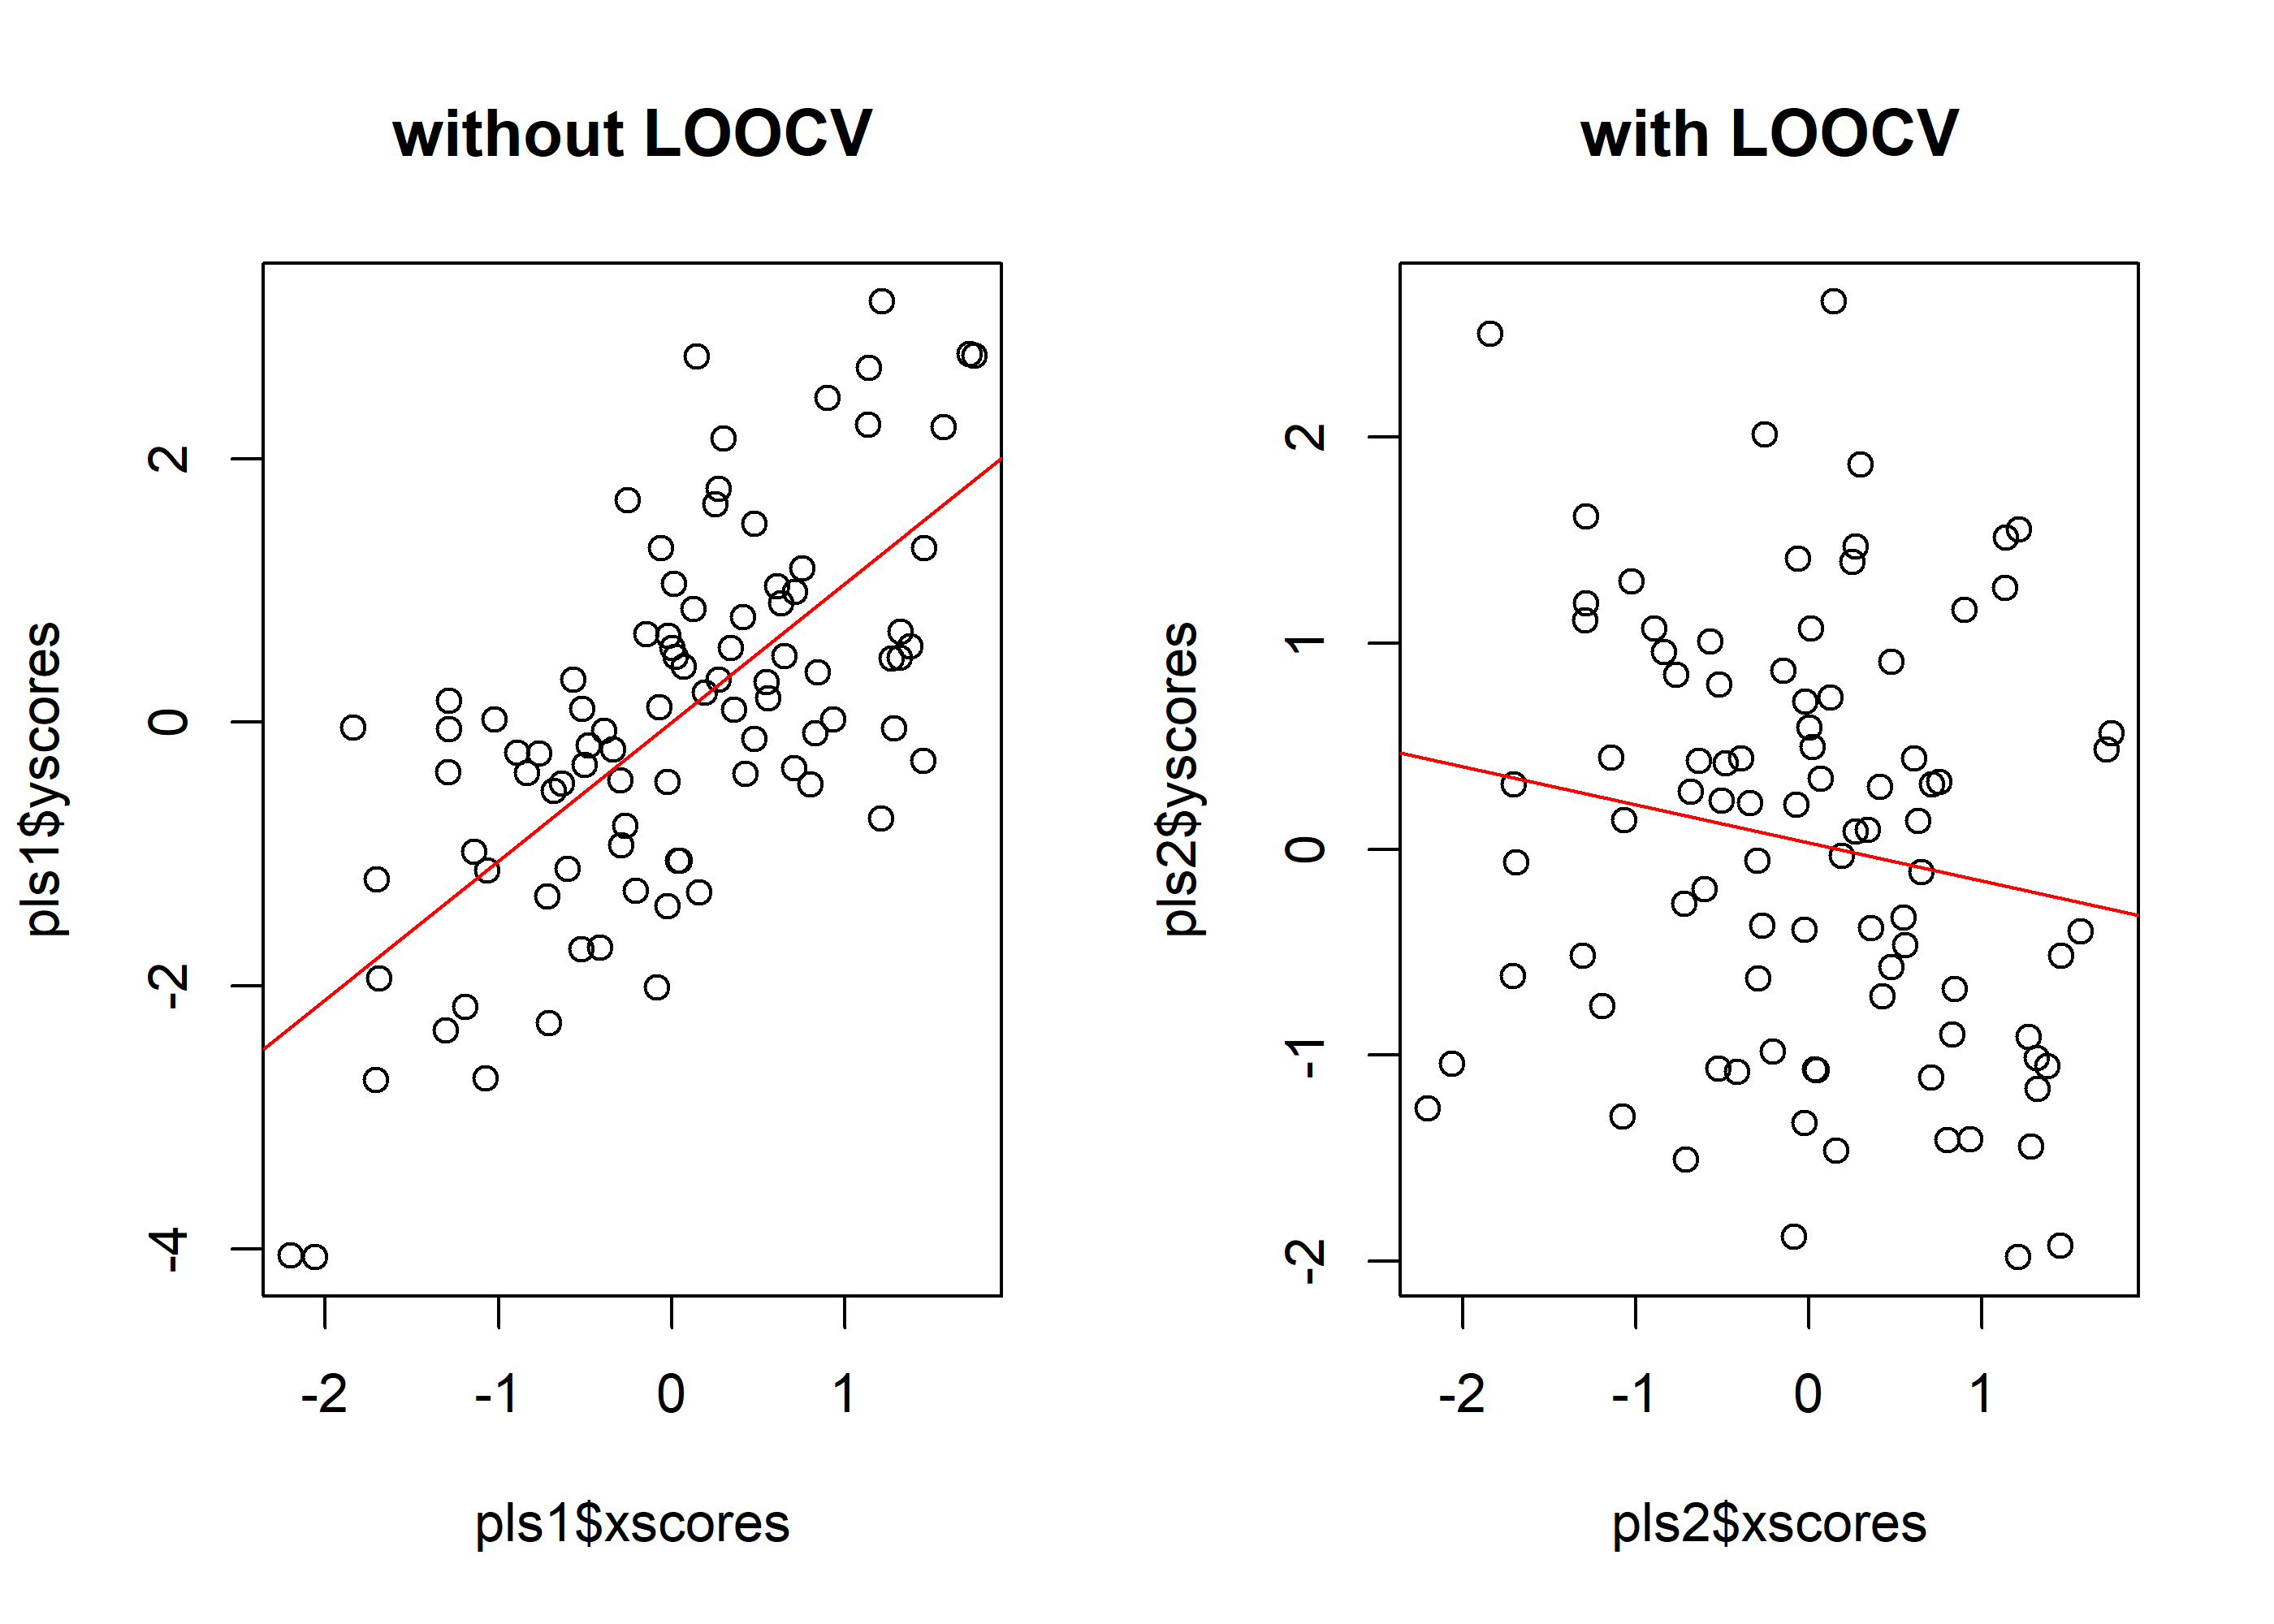 without LOOCV
pls1$yscores
2
0
-2
-4
-2 -1 0 1
pls1$xscores
with LOOCV
pls2$yscores
2
1
0
-1
-2
-2 -1 0 1
pls2$xscores